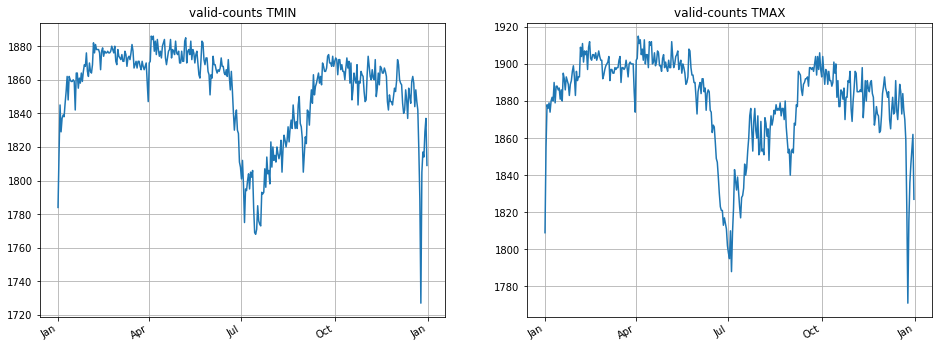 valid-counts TMIN
1880
1860
1840
1820
1800
1780
1760
1740
1720
Jan
Apr
Jul
Oct
Jan
valid-counts TMAX
1920
1900
1880
1860
1840
1820
1800
1780
Jan
Apr
Jul
Oct
Jan